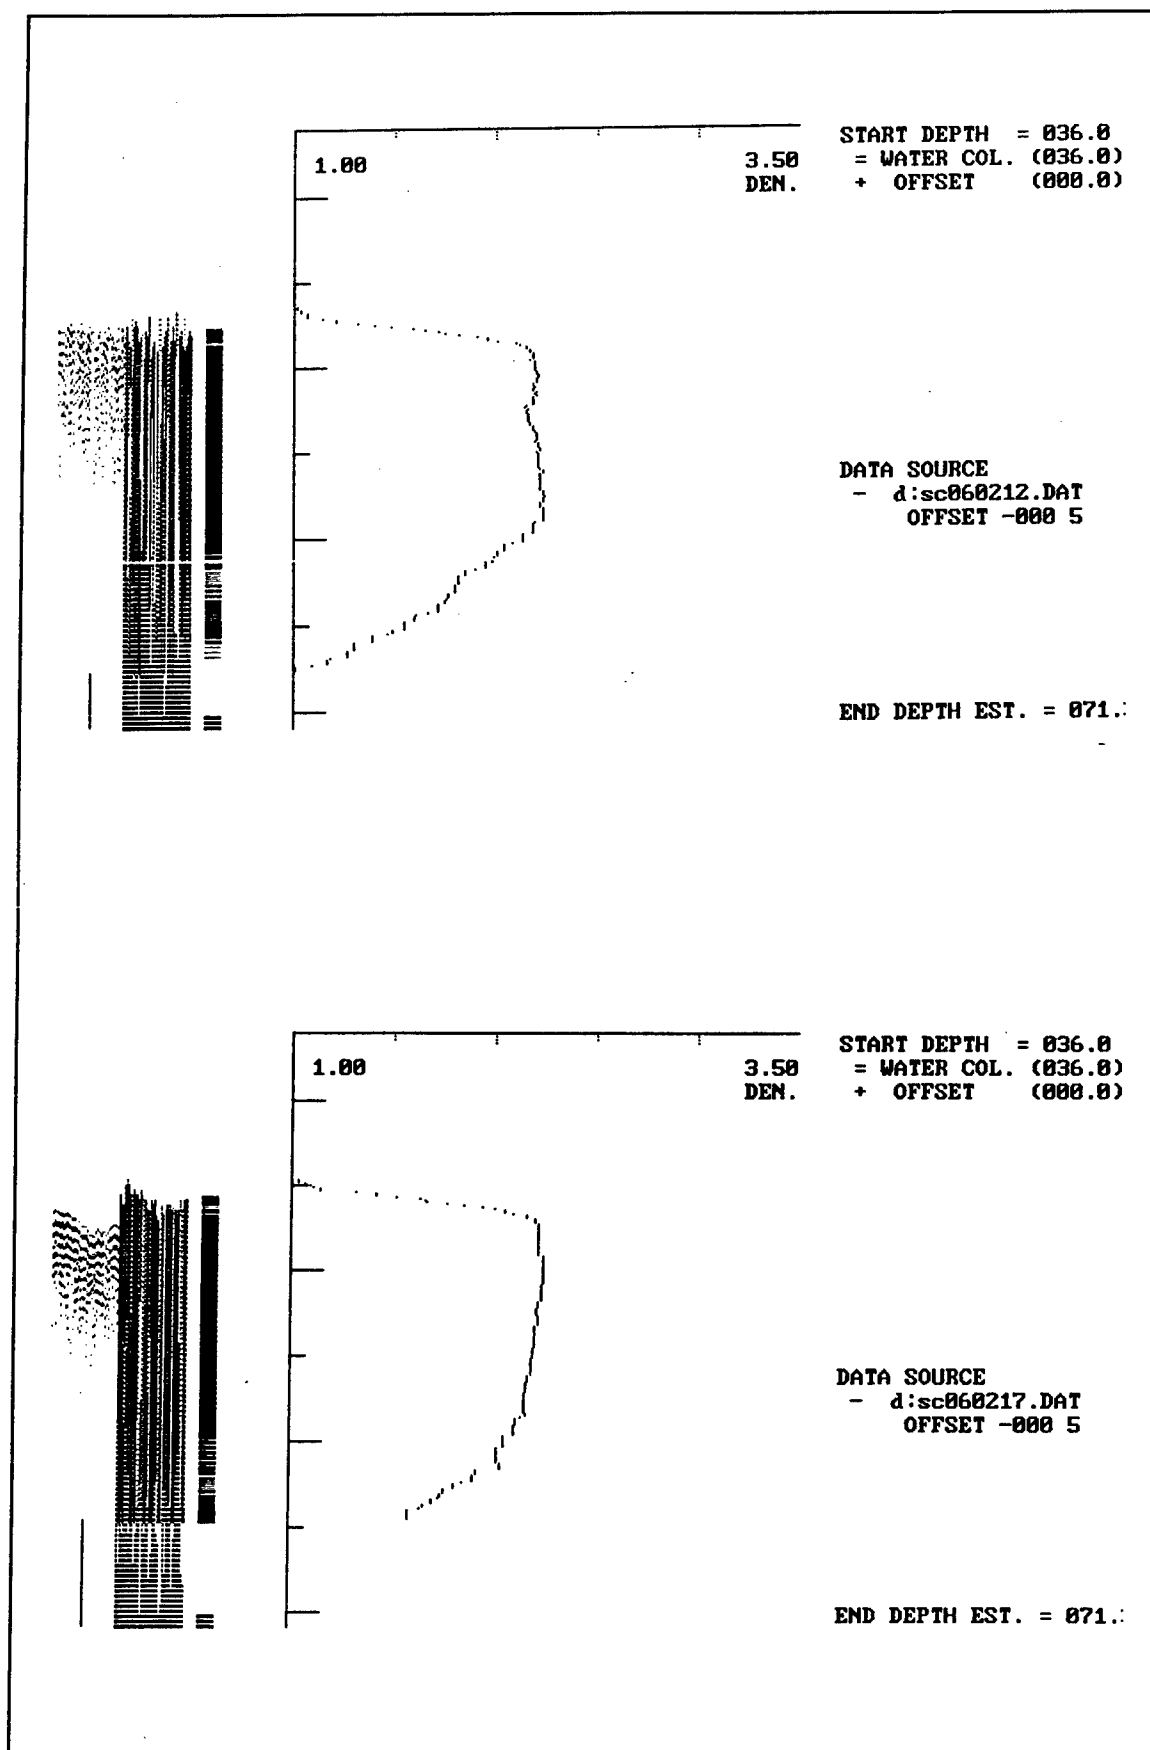 1.00
3.50
DEN.
START DEPTH = 036.0
= WATER COL. (036.0)
+ OFFSET (000.0)
DATA SOURCE
- d:sc060212.DAT
OFFSET -000 5
END DEPTH EST. = 071.
1.00
3.50
DEN.
START DEPTH = 036.0
= WATER COL. (036.0)
+ OFFSET (000.0)
DATA SOURCE
- d:sc060217.DAT
OFFSET -000 5
END DEPTH EST. = 071.